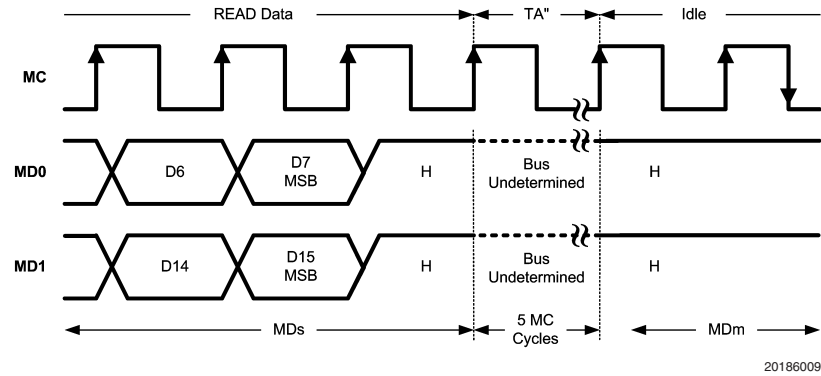 READ Data TA" Idle
MC
MD0 D6 D7 MSB H Bus Undetermined H
MD1 D14 D15 MSB H Bus Undetermined H
MDs 5 MC Cycles MDm
20186009